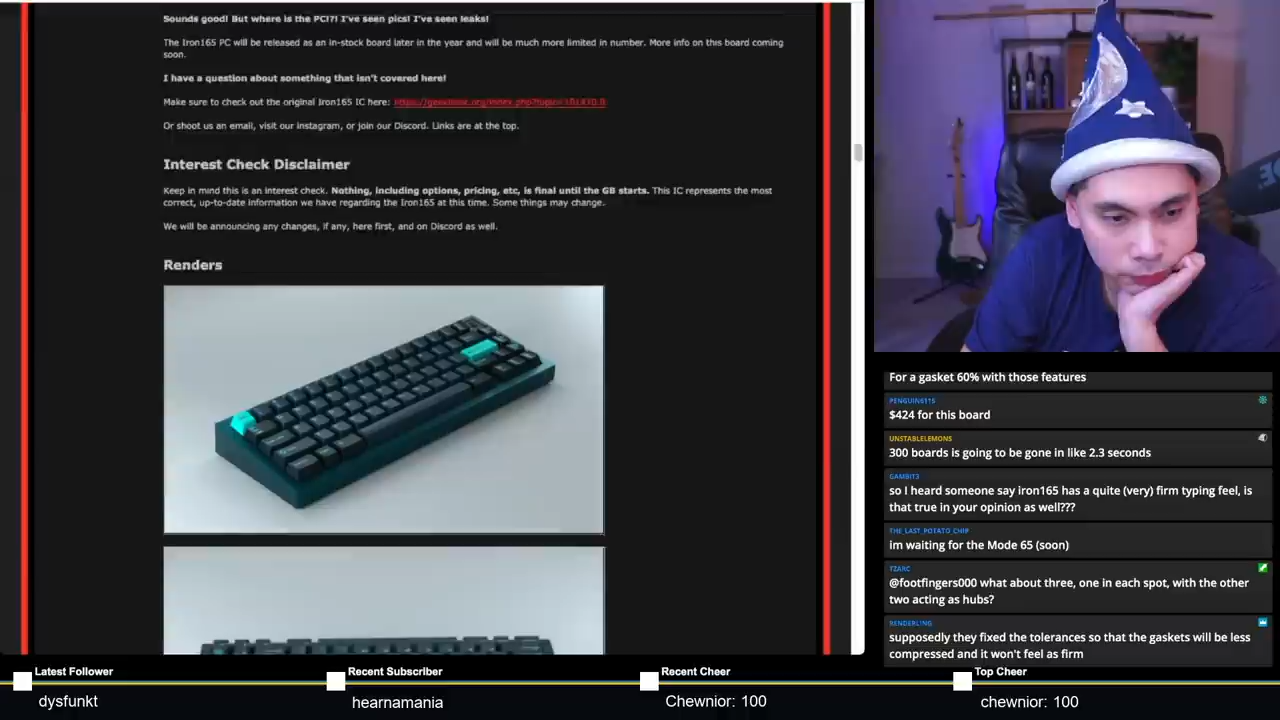 Sounds good! But where is the PC!?! I've seen pics! I've seen leaks!
The Iron165 PC will be released as an in-stock board later in the year and will be much more limited in number. More info on this board coming
soon.
I have a question about something that isn't covered here!
Make sure to check out the original Iron165 IC here:
Or shoot us an email, visit our instagram, or join our Discord. Links are at the top.
Interest Check Disclaimer
Keep in mind this is an interest check. Nothing, including options, pricing, etc, is final until the GB starts. This IC represents the most
correct, up-to-date information we have regarding the Iron165 at this time. Some things may change.
We will be announcing any changes, if any, here first, and on Discord as well.
Renders
For a gasket 60% with those features
PENGUIN6115
$424 for this board
UNSTABLELEMONS
300 boards is going to be gone in like 2.3 seconds
GAMBIT3
so I heard someone say iron165 has a quite (very) firm typing feel, is
that true in your opinion as well???
THE_LAST_POTATO_CHIP
im waiting for the Mode 65 (soon)
TZARC
@footfingers000 what about three, one in each spot, with the other
two acting as hubs?
RENDERLING
supposedly they fixed the tolerances so that the gaskets will be less
compressed and it won't feel as firm
Latest Follower
dysfunkt
Recent Subscriber
hearnamania
Recent Cheer
Chewnior: 100
Top Cheer
chewnior: 100